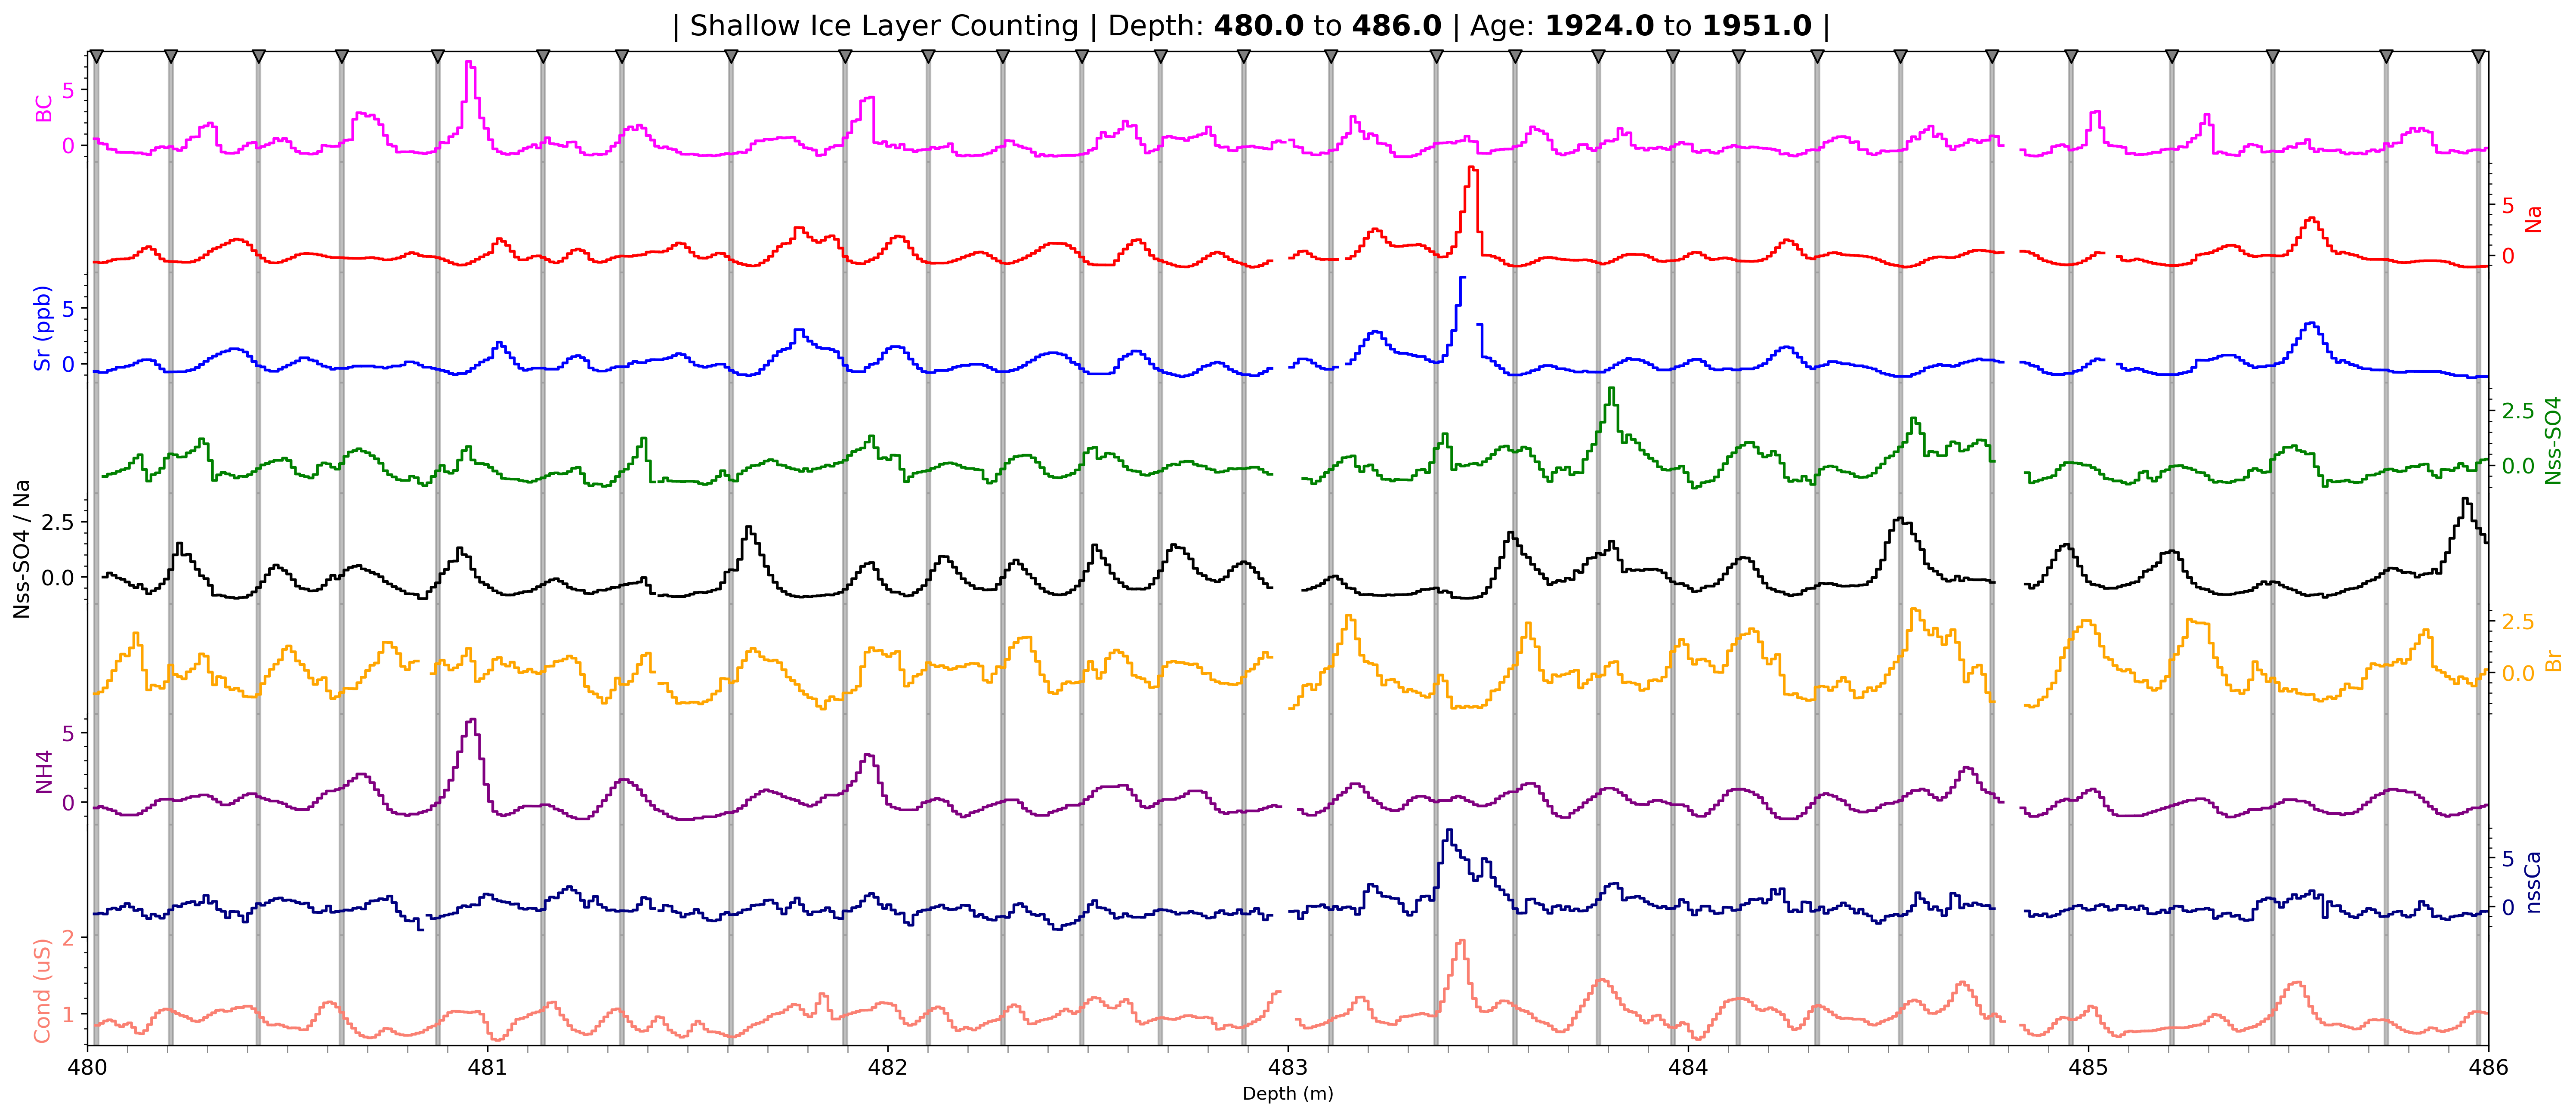 | Shallow Ice Layer Counting | Depth: 480.0 to 486.0 | Age: 1924.0 to 1951.0 |
BC
5
0
5
0
Na
Sr (ppb)
5
0
2.5
0.0
Nss-SO4
Nss-SO4 / Na
2.5
0.0
2.5
0.0
Br
NH4
5
0
5
0
nssCa
Cond (uS)
2
1
480 481 482 483 484 485 486
Depth (m)